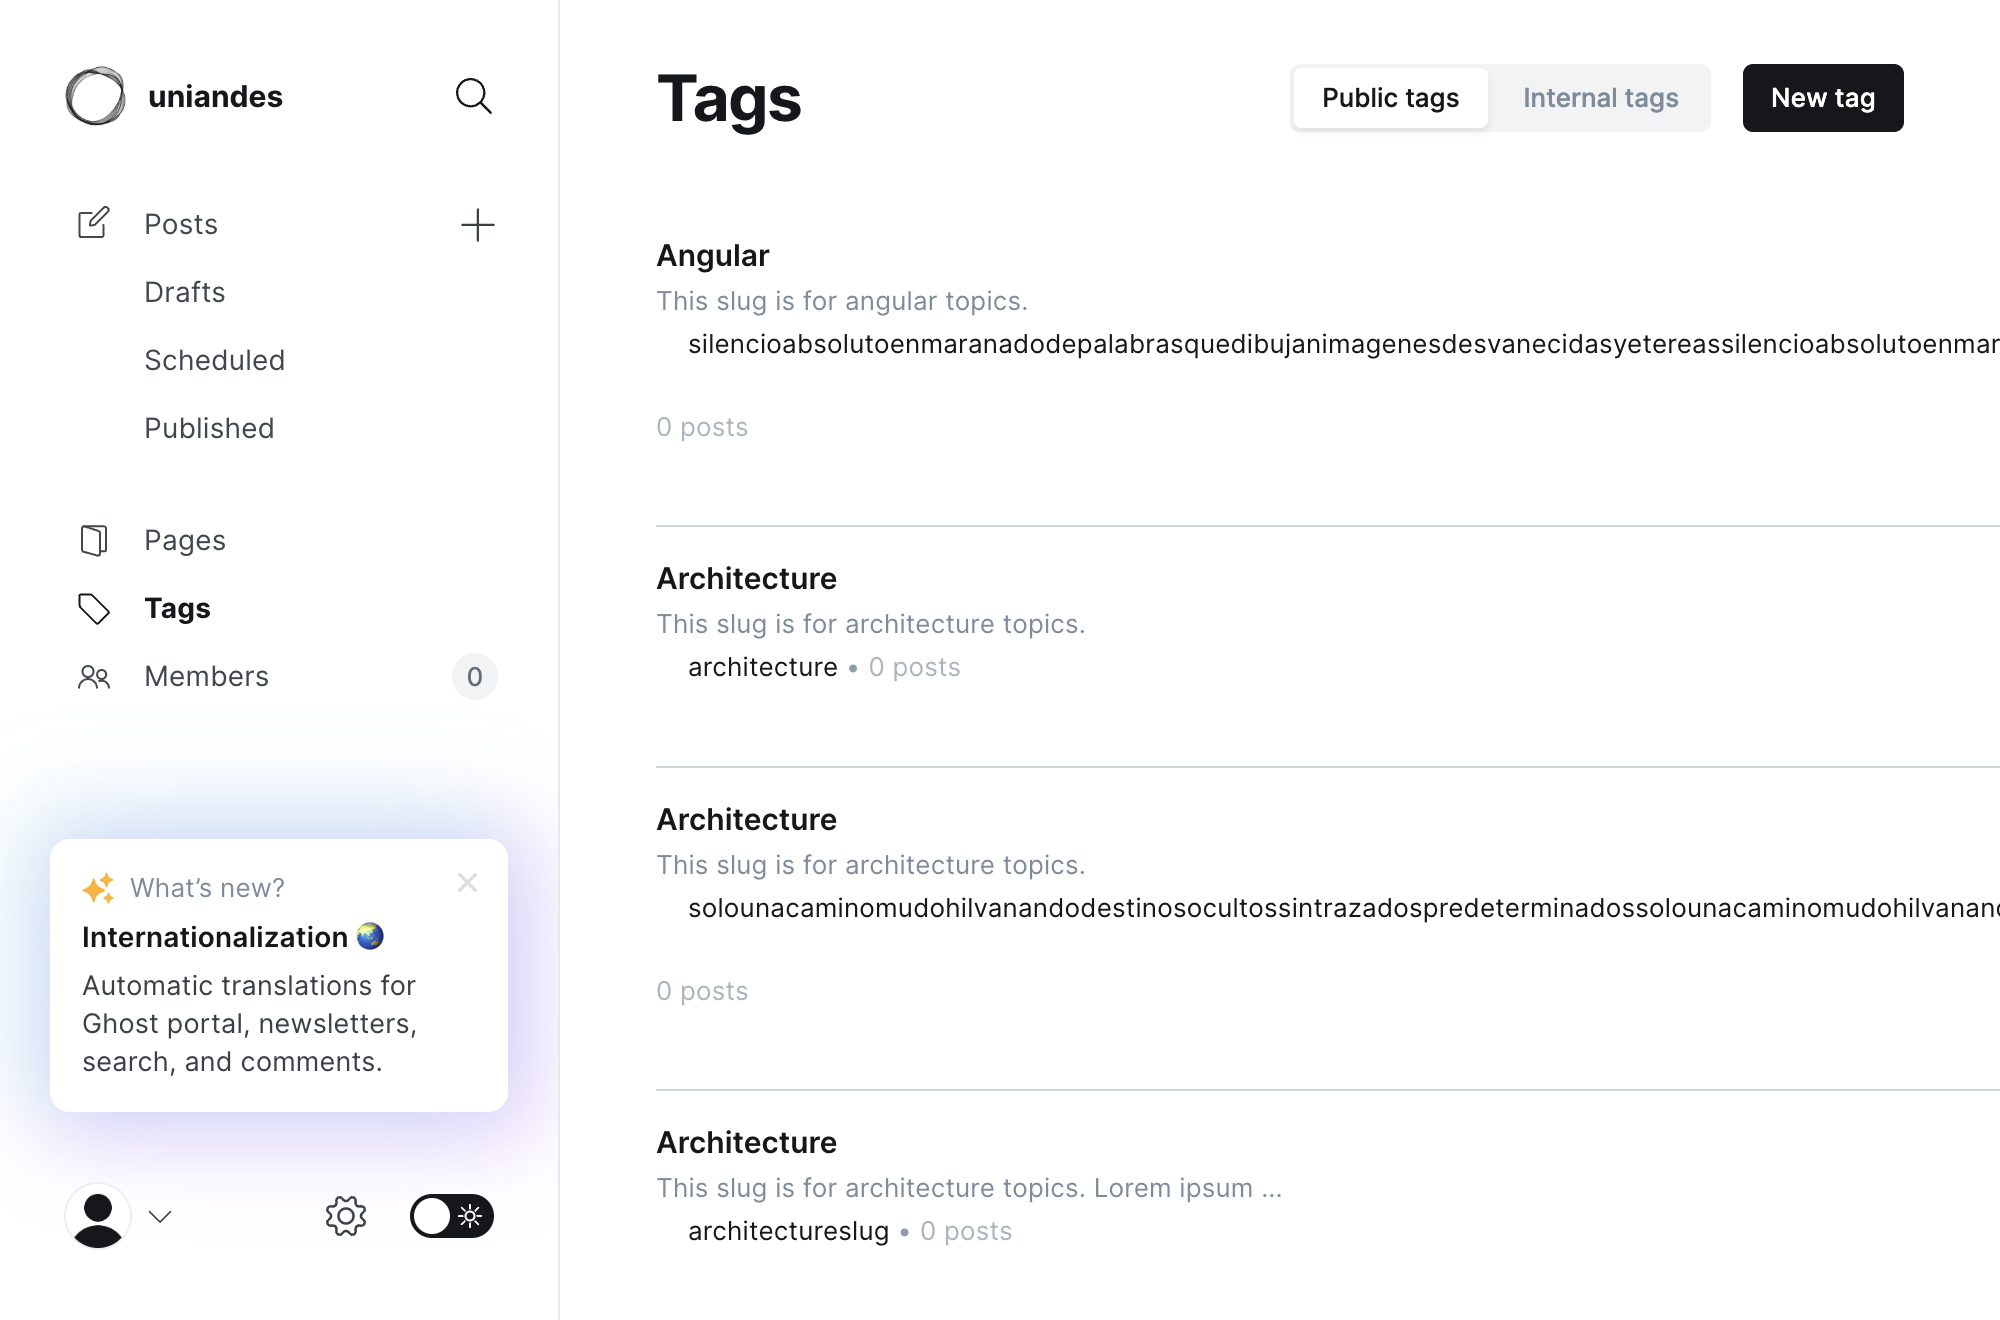 uniandes
Posts
Drafts
Scheduled
Published
Pages
Tags
Members
0
What's new?
Internationalization
Automatic translations for
Ghost portal, newsletters,
search, and comments.
Tags
Public tags
Internal tags
New tag
Angular
This slug is for angular topics.
silencioabsolutoenmaranadodepalabrasquedibujanimagenesdesvanecidasyetereassilencioabsolutoenmar
0 posts
Architecture
This slug is for architecture topics.
architecture • 0 posts
Architecture
This slug is for architecture topics.
solounacaminomudohilvanandodestinosocultossintrazadospredeterminadossolounacaminomudohilvanand
0 posts
Architecture
This slug is for architecture topics. Lorem ipsum ...
architectureslug • 0 posts